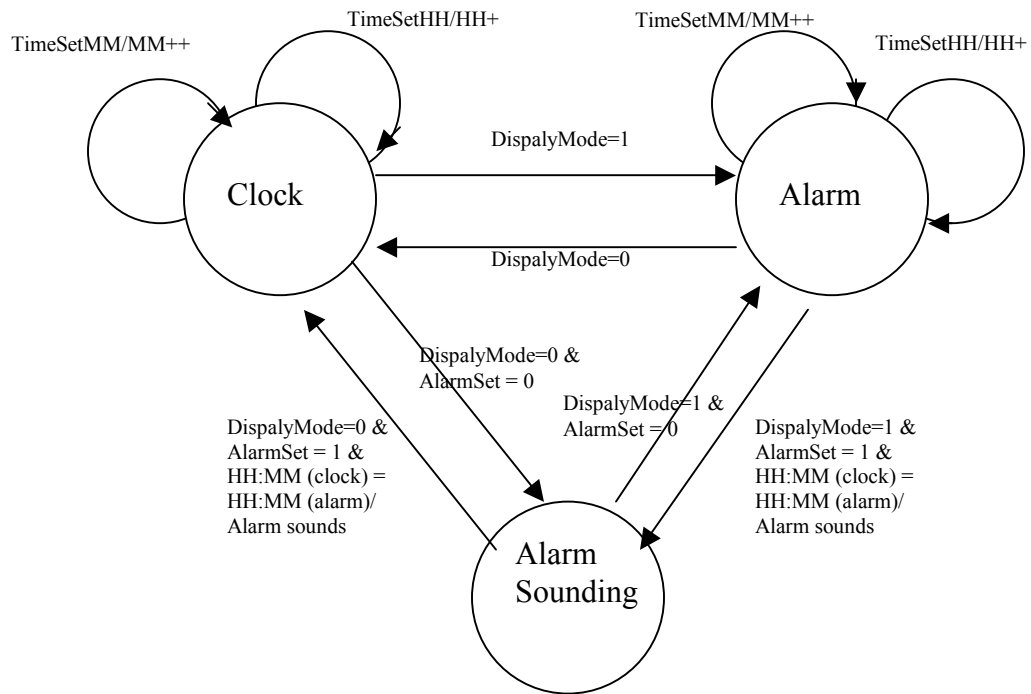 TimeSetHH/HH+
TimeSetMM/MM++
TimeSetMM/MM++
TimeSetHH/HH+
DispalyMode=1
Clock
Alarm
DispalyMode=0
DispalyMode=0 &
AlarmSet = 0
DispalyMode=1 &
AlarmSet = 0
DispalyMode=0 &
AlarmSet = 1 &
HH:MM (clock) =
HH:MM (alarm)/
Alarm sounds
DispalyMode=1 &
AlarmSet = 1 &
HH:MM (clock) =
HH:MM (alarm)/
Alarm sounds
Alarm
Sounding